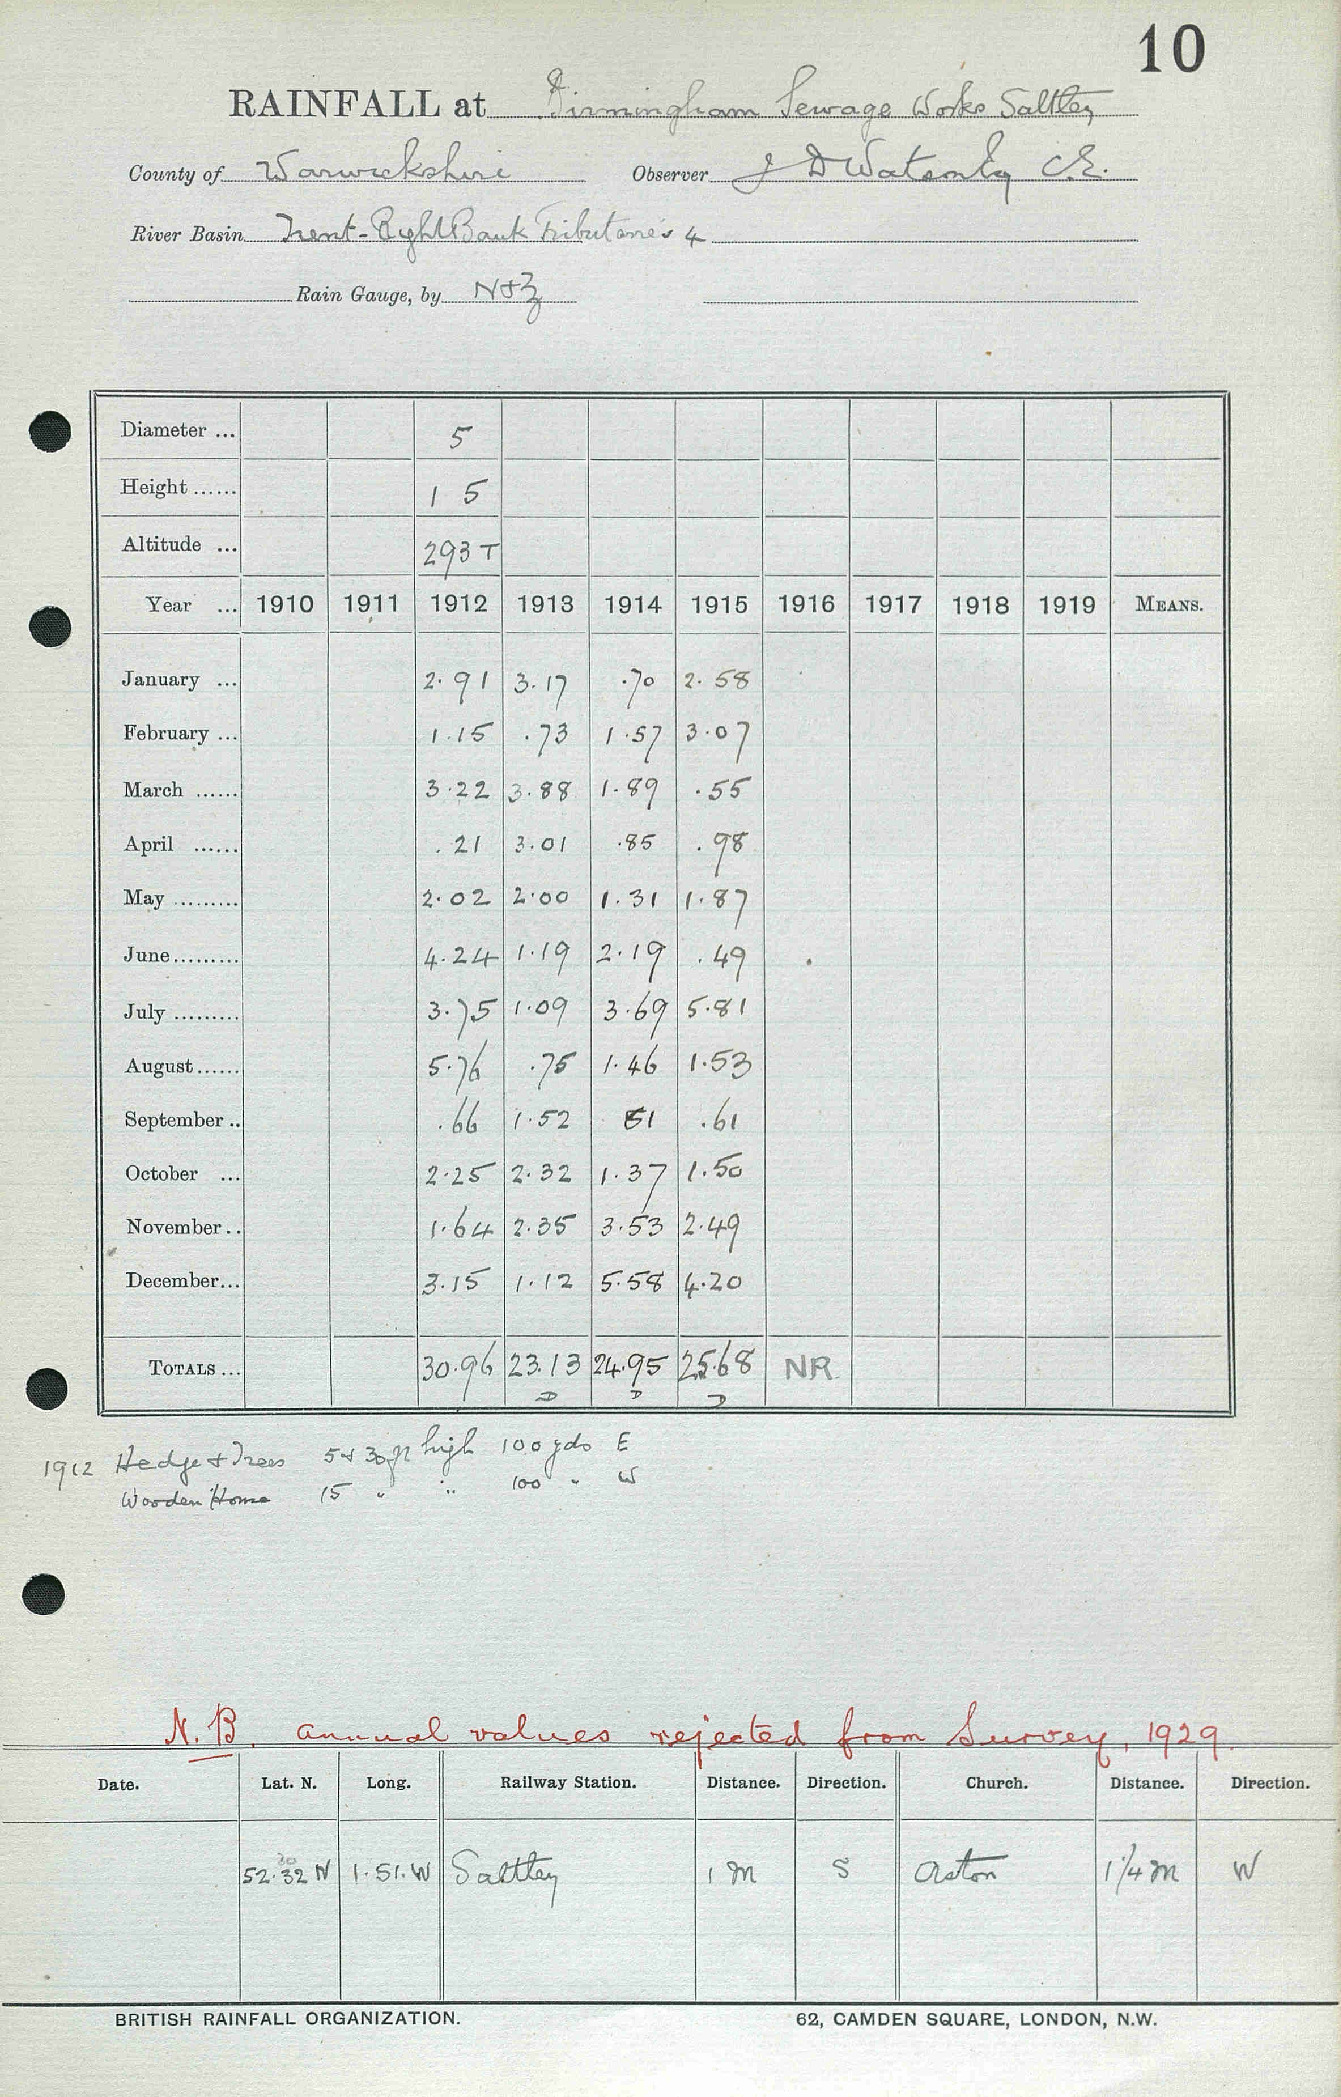 10
RAINFALL at Birmingham Sewage Works Saltley
County of Warwickshire Observer J D Watson Esq C.E.
River Basin Trent - Right Bank Tributaries 4
Rain Gauge, by N&Z
Diameter ... 5
Height ...... 1 5
Altitude ... 293 T
Year ... 1910 1911 1912 1913 1914 1915 1916 1917 1918 1919 MEANS.
January ... 2.91 3.17 .70 2.58
February ... 1.15 .73 1.57 3.07
March ...... 3.22 3.88 1.89 .55
April ...... .21 3.01 .85 .98
May ......... 2.02 2.00 1.31 1.87
June......... 4.24 1.19 2.19 .49
July ......... 3.75 1.09 3.69 5.81
August...... 5.76 .75 1.46 1.53
September .. .66 1.52 81 .61
October ... 2.25 2.32 1.37 1.50
November.. 1.64 2.35 3.53 2.49
December... 3.15 1.12 5.58 4.20
TOTALS ... 30.96 23.13 24.95 25.68 NR
D D D
1912 Hedge & Trees 5 & 30 ft high 100 yds E
Wooden House 15 " " 100 " W
N.B. annual values rejected from Survey, 1929.
Date. Lat. N. Long. Railway Station. Distance. Direction. Church. Distance. Direction.
30
52.32 N 1.51.W Saltley 1 m S Aston 1 1/4 m W
BRITISH RAINFALL ORGANIZATION. 62, CAMDEN SQUARE, LONDON, N.W.